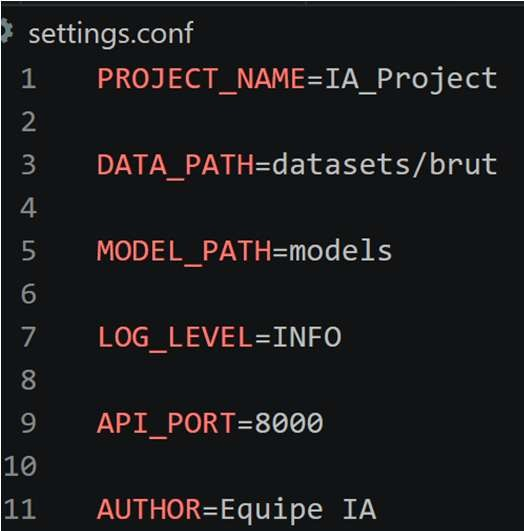 settings.conf
1 PROJECT_NAME=IA_Project
2
3 DATA_PATH=datasets/brut
4
5 MODEL_PATH=models
6
7 LOG_LEVEL=INFO
8
9 API_PORT=8000
10
11 AUTHOR=Equipe IA